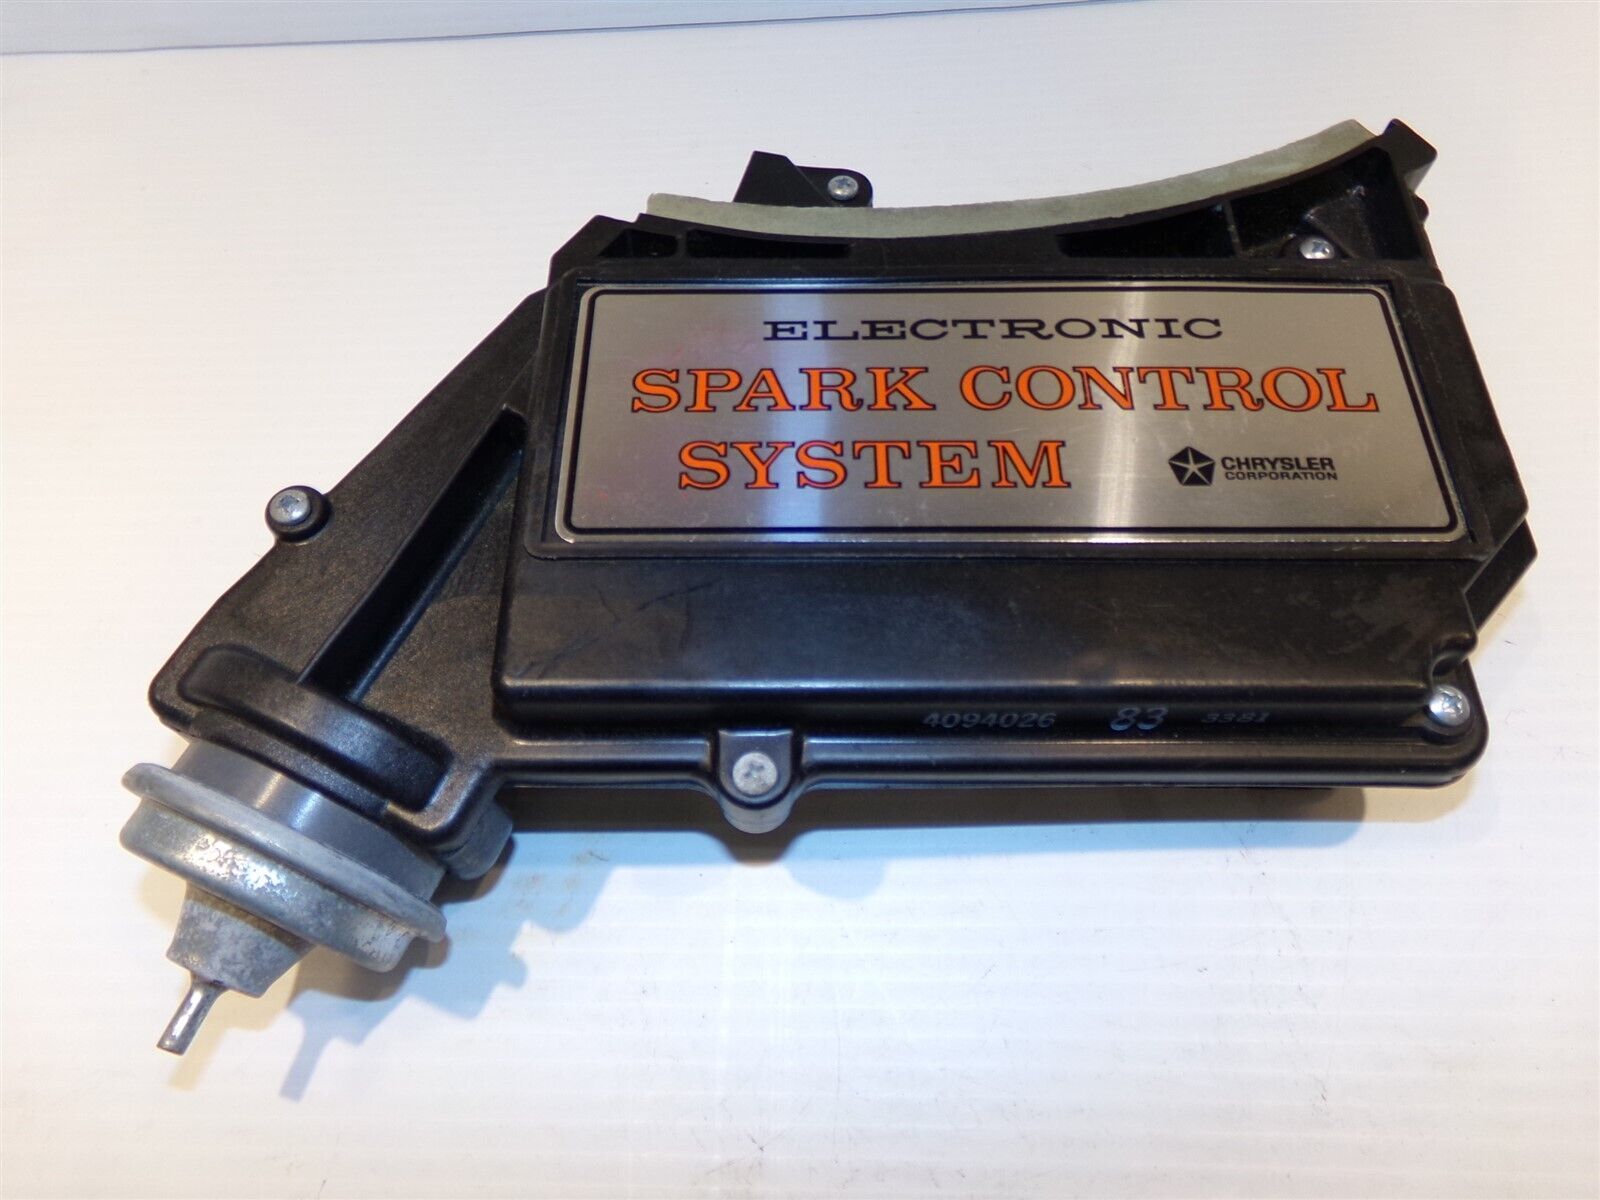 ELECTRONIC
SPARK CONTROL
SYSTEM
CHRYSLER
CORPORATION
4094026 83 3381